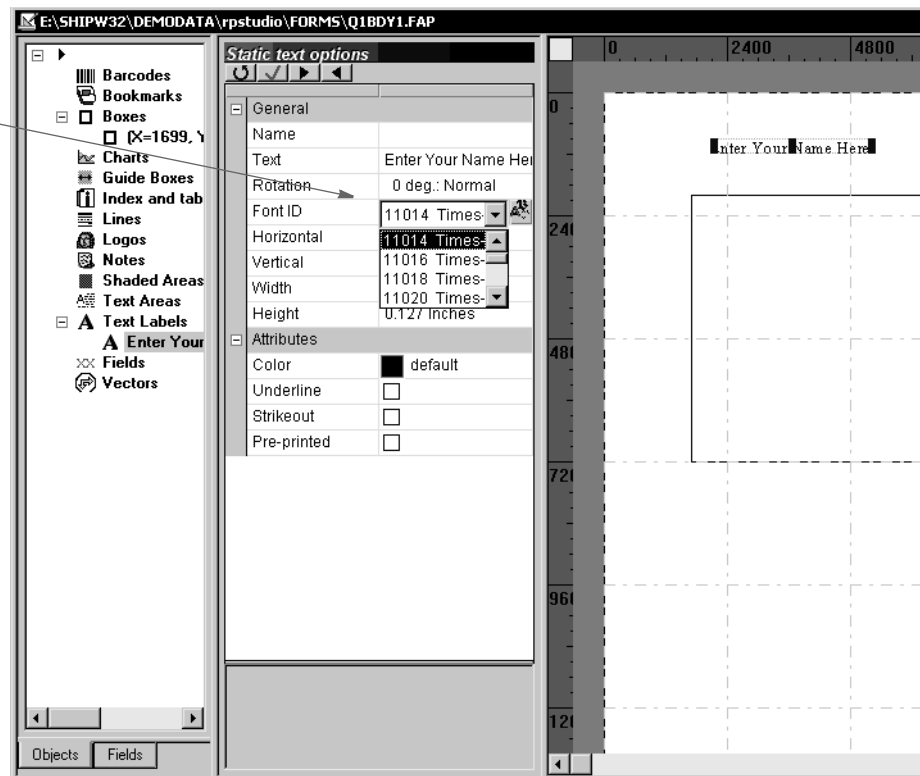 E:\SHIPW32\DEMODATA\rpstudio\FORMS\Q1BDY1.FAP
Barcodes
Bookmarks
Boxes
(X=1699, Y
Charts
Guide Boxes
Index and tab
Lines
Logos
Notes
Shaded Areas
Text Areas
Text Labels
Enter Your
Fields
Vectors
Objects
Fields
Static text options
General
Name
Text Enter Your Name Her
Rotation 0 deg.: Normal
Font ID 11014 Times-
11014 Times-
11016 Times-
11018 Times-
11020 Times-
Horizontal
Vertical
Width
Height 0.127 Inches
Attributes
Color default
Underline
Strikeout
Pre-printed
0 2400 4800
0
240
480
720
960
120
Enter Your Name Here